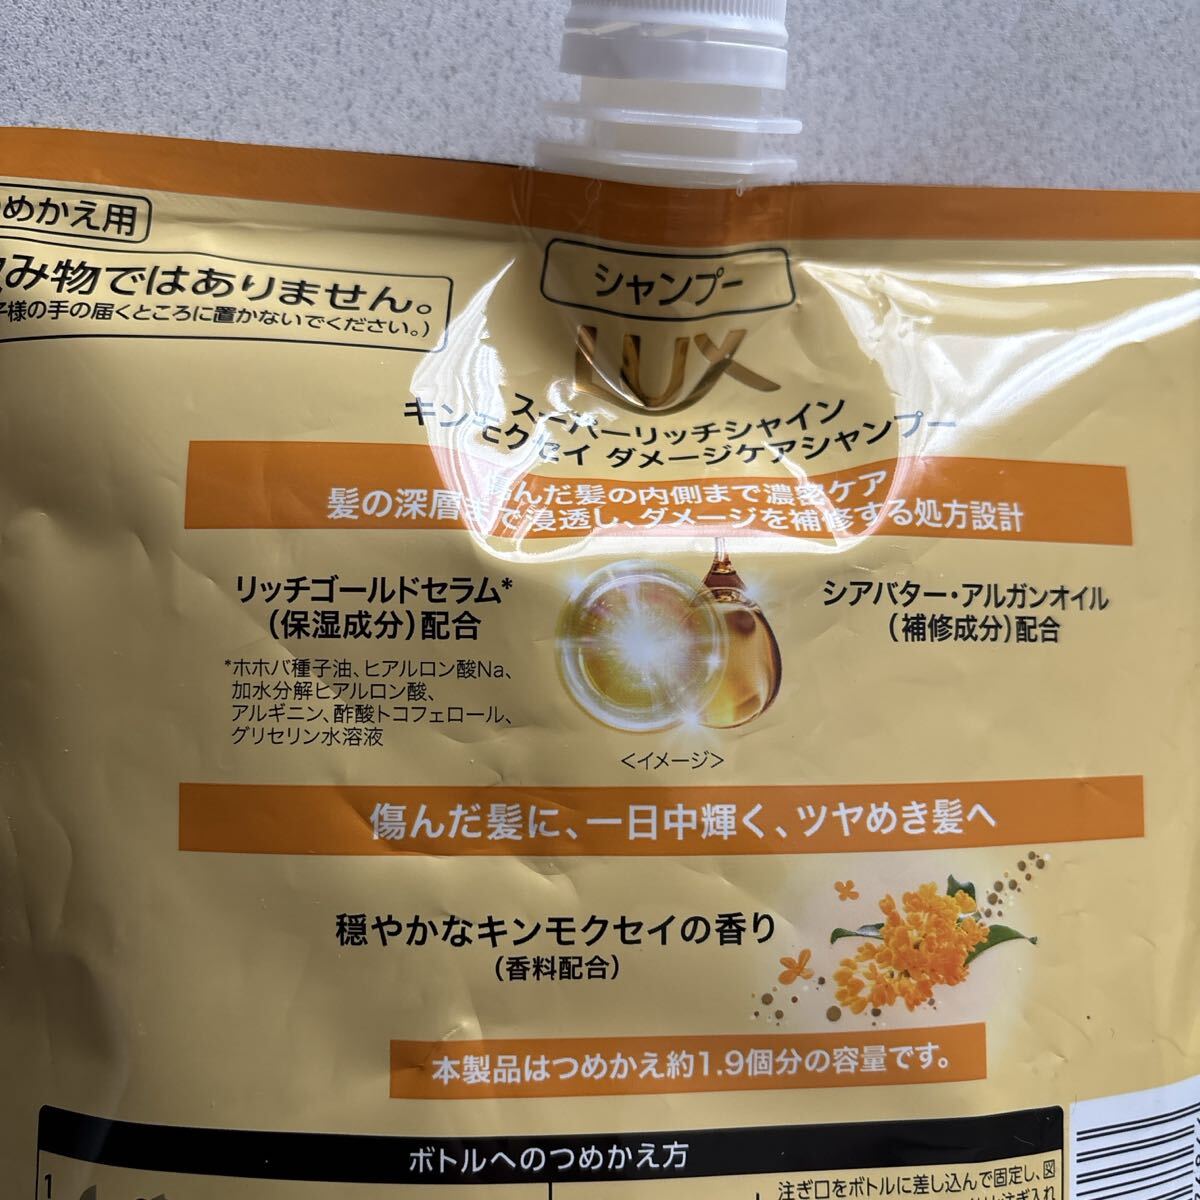 めかえ用
み物ではありません。
子様の手の届くところに置かないでください。)
シャンプー
LUX
スーパーリッチシャイン
キンモクセイ ダメージケアシャンプー
傷んだ髪の内側まで濃密ケア
髪の深層まで浸透し、ダメージを補修する処方設計
リッチゴールドセラム*
(保湿成分)配合
*ホホバ種子油、ヒアルロン酸Na、
加水分解ヒアルロン酸、
アルギニン、酢酸トコフェロール、
グリセリン水溶液
シアバター・アルガンオイル
(補修成分)配合
<イメージ>
傷んだ髪に、一日中輝く、ツヤめき髪へ
穏やかなキンモクセイの香り
(香料配合)
本製品はつめかえ約1.9個分の容量です。
ボトルへのつめかえ方
1
注ぎ口をボトルに差し込んで固定し、図